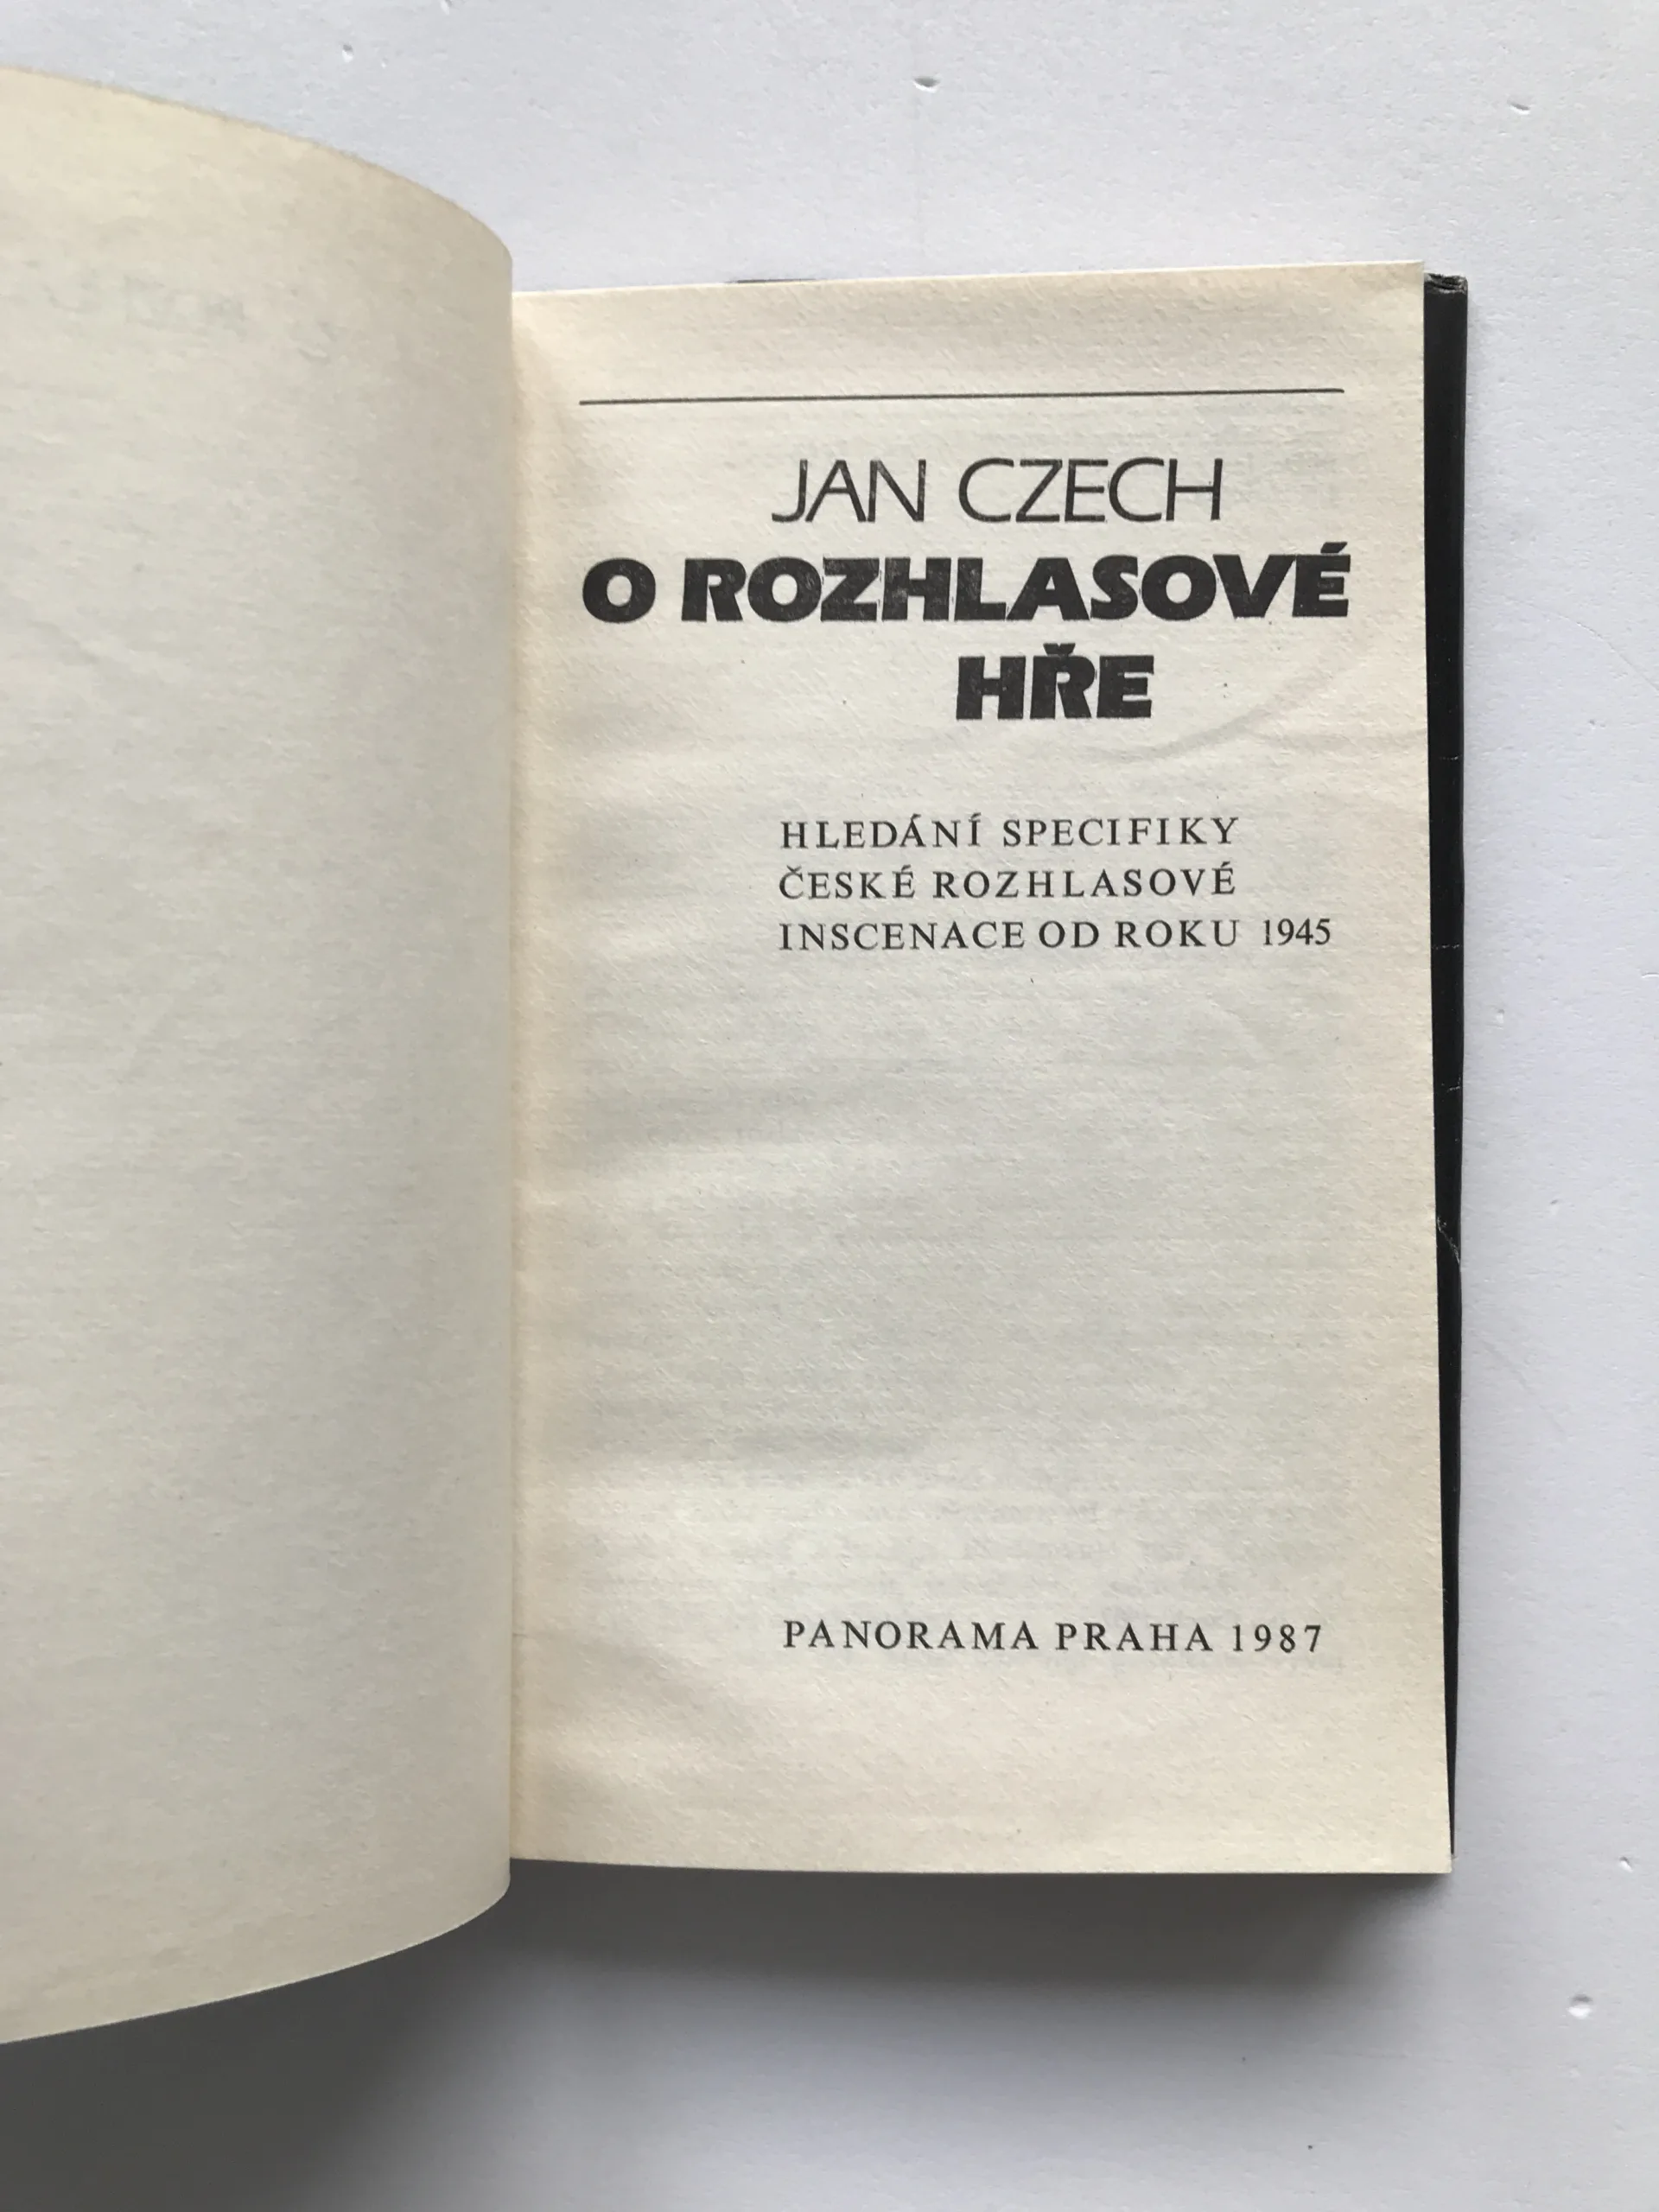 JAN CZECH
O ROZHLASOVÉ
HŘE
HLEDÁNÍ SPECIFIKY
ČESKÉ ROZHLASOVÉ
INSCENACE OD ROKU 1945
PANORAMA PRAHA 1987